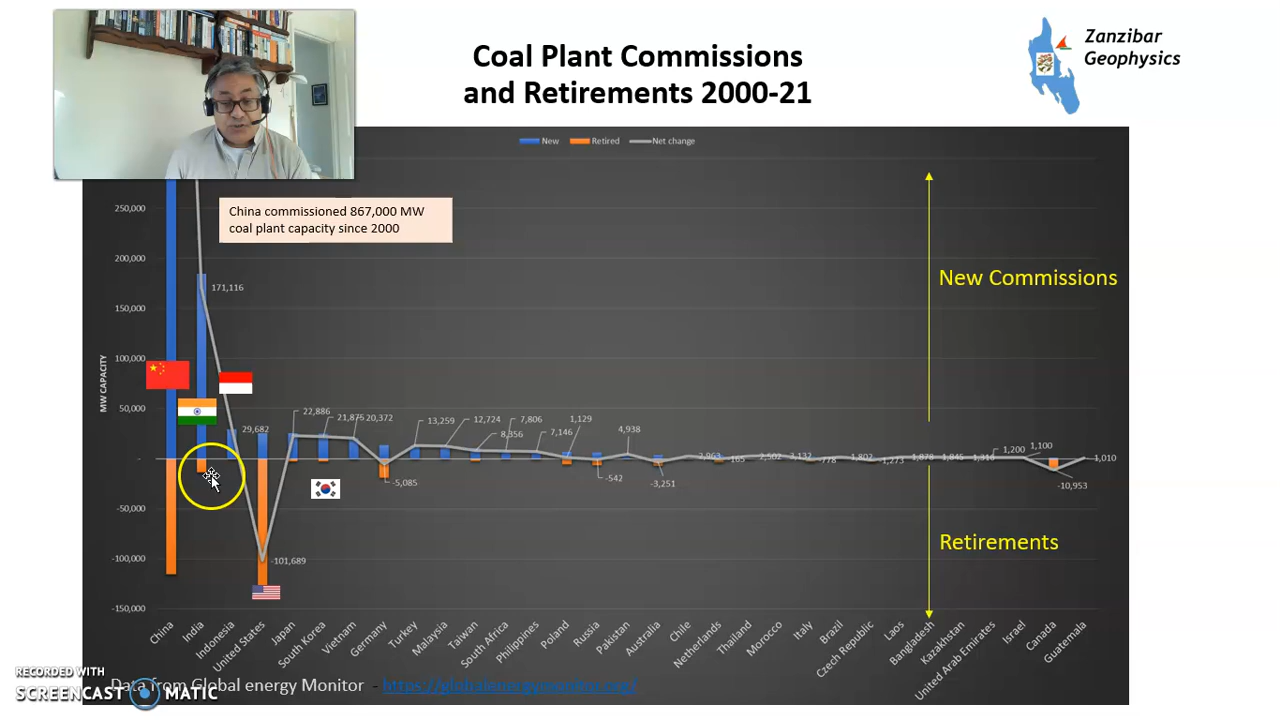 Coal Plant Commissions
and Retirements 2000-21
Zanzibar
Geophysics
New
Retired
Net change
China commissioned 867,000 MW
coal plant capacity since 2000
250,000
200,000
150,000
100,000
50,000
-
-50,000
-100,000
-150,000
MW CAPACITY
171,116
29,682
-101,689
22,886
21,875
20,372
-5,085
13,259
12,724
8,356
7,806
7,146
1,129
-542
4,938
-3,251
2,963
165
2,502
3,132
-778
1,802
-1,273
1,878
1,845
1,310
1,200
1,100
-10,953
1,010
New Commissions
Retirements
China
India
Indonesia
United States
Japan
South Korea
Vietnam
Germany
Turkey
Malaysia
Taiwan
South Africa
Philippines
Poland
Russia
Pakistan
Australia
Chile
Netherlands
Thailand
Morocco
Italy
Brazil
Czech Republic
Laos
Bangladesh
Kazakhstan
United Arab Emirates
Israel
Canada
Guatemala
Data from Global energy Monitor - https://globalenergymonitor.org/
RECORDED WITH
SCREENCAST MATIC